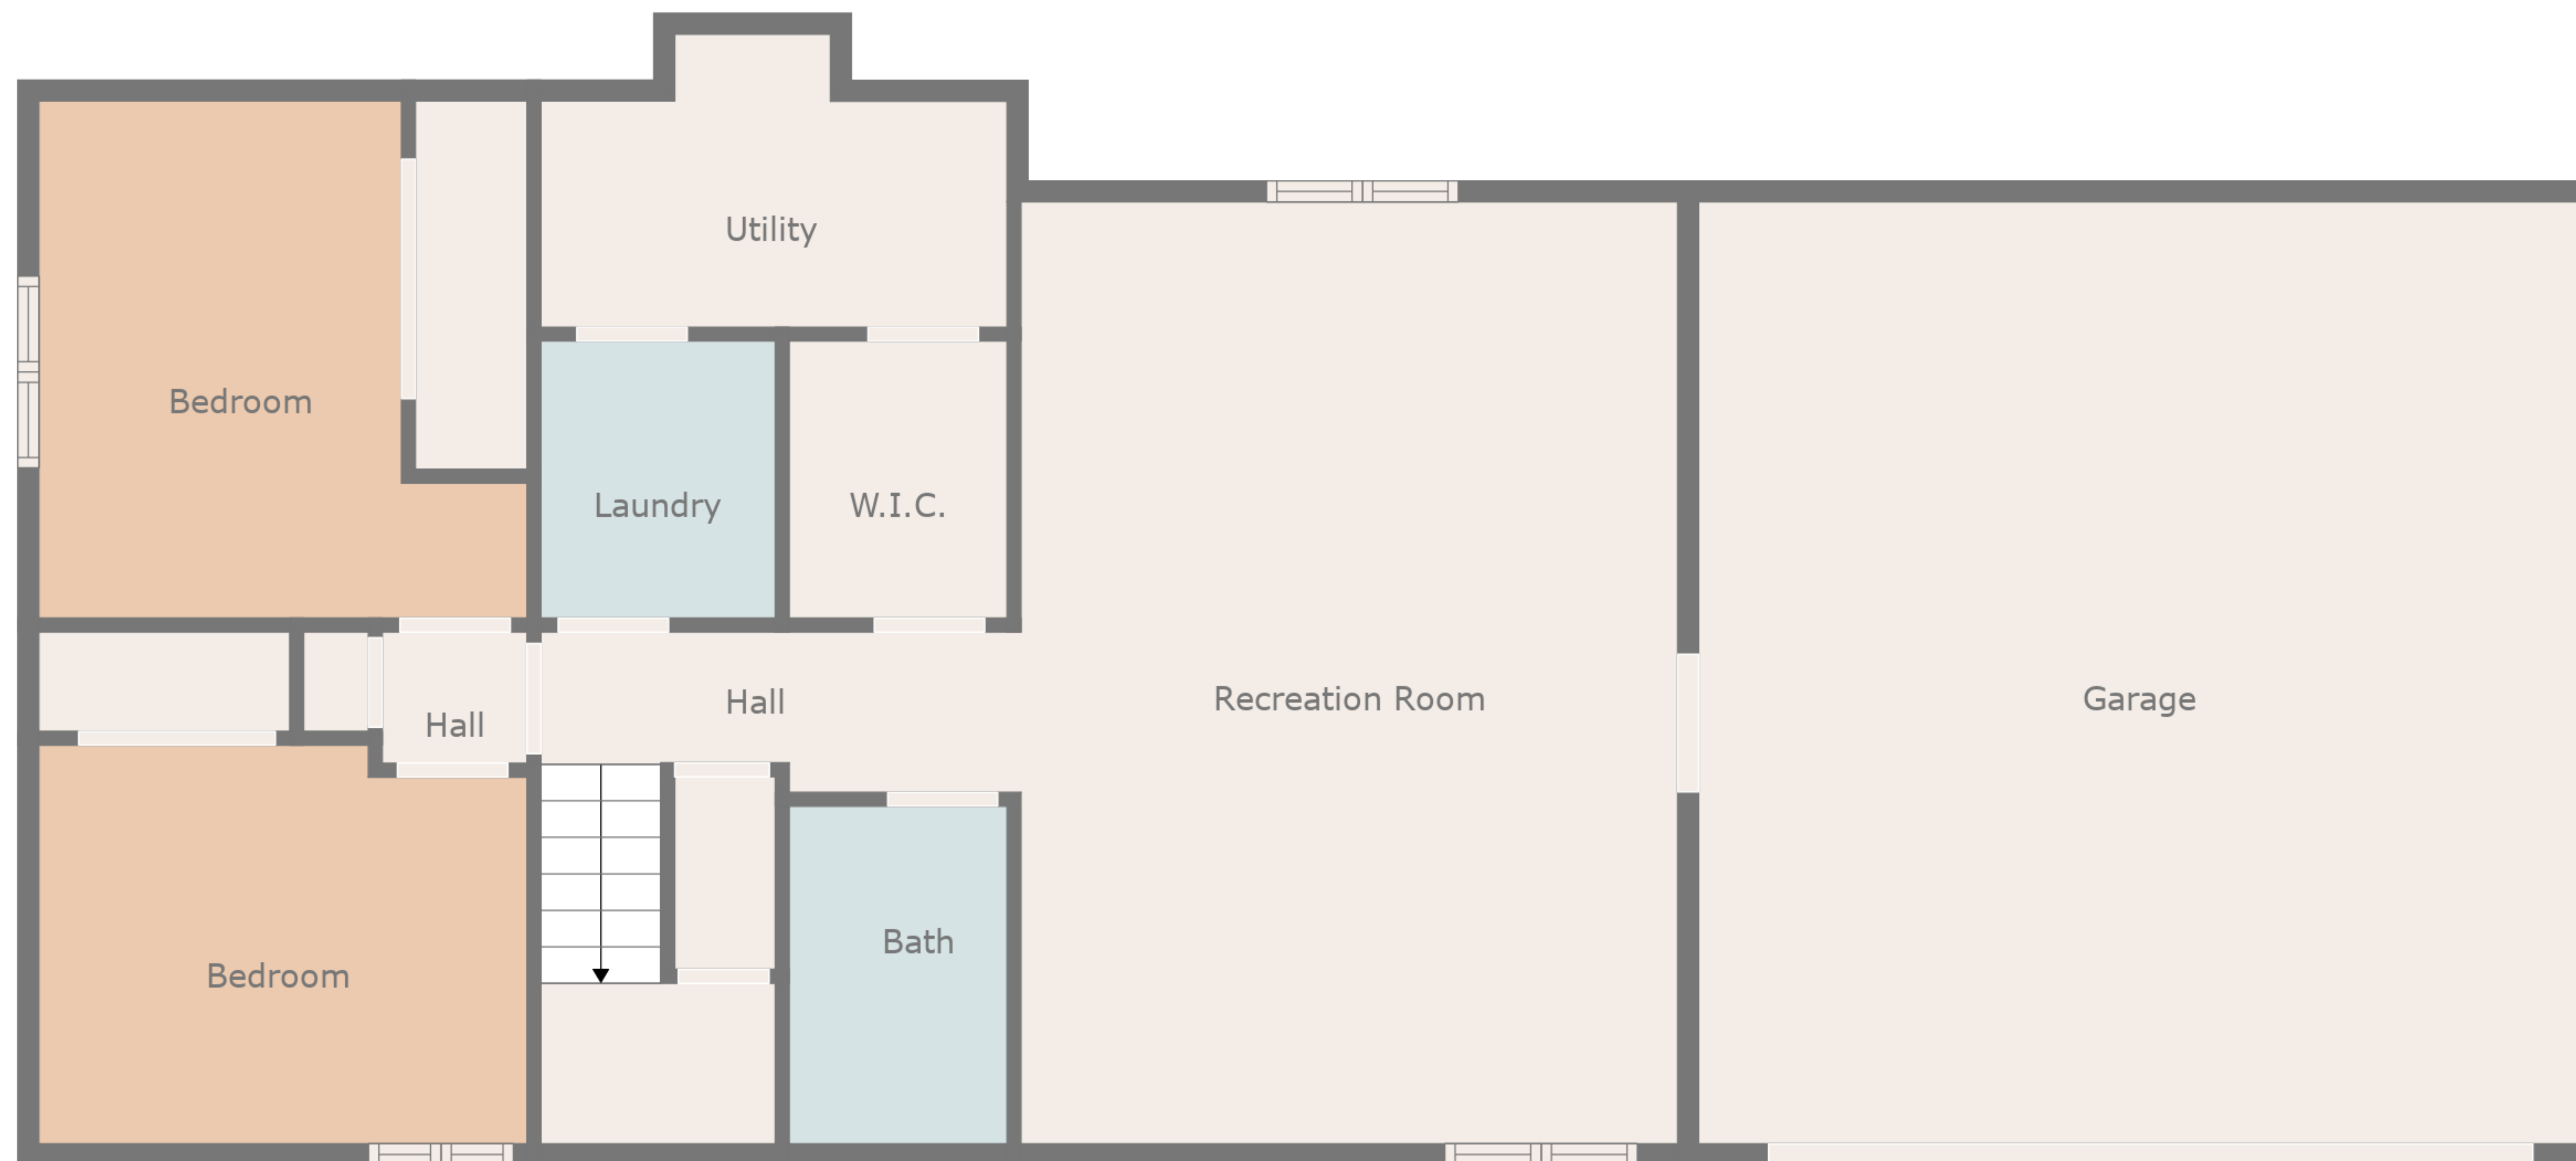 Utility
Bedroom
Laundry
W.I.C.
Hall
Hall
Recreation Room
Garage
Bath
Bedroom